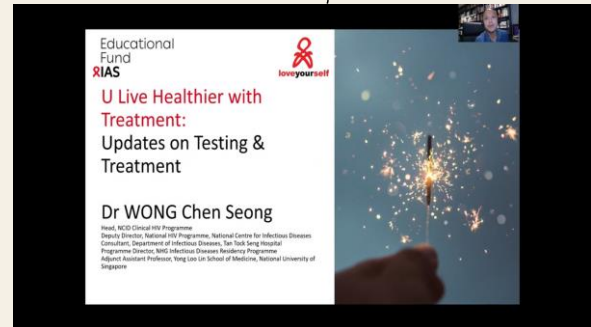 Educational
Fund
IAS
loveyourself
U Live Healthier with
Treatment:
Updates on Testing &
Treatment
Dr WONG Chen Seong
Head, NCID Clinical HIV Programme
Deputy Director, National HIV Programme, National Centre for Infectious Diseases
Consultant, Department of Infectious Diseases, Tan Tock Seng Hospital
Programme Director, NHG Infectious Diseases Residency Programme
Adjunct Assistant Professor, Yong Loo Lin School of Medicine, National University of
Singapore